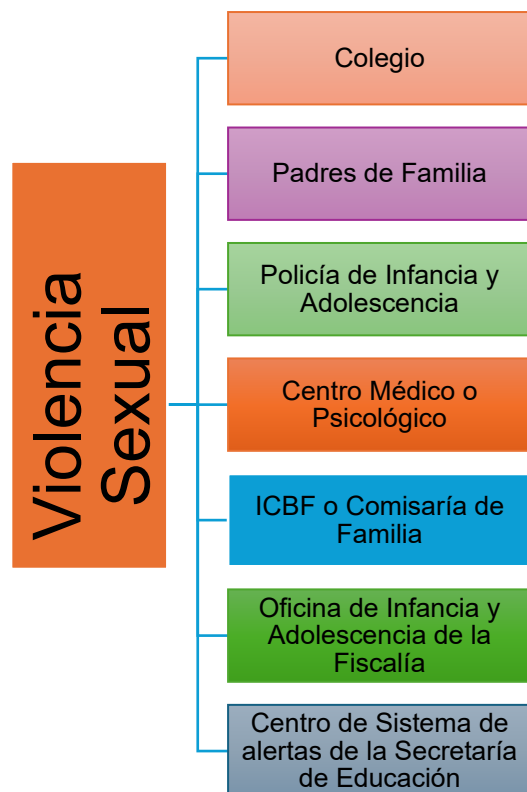 Violencia
Sexual
Colegio
Padres de Familia
Policía de Infancia y
Adolescencia
Centro Médico o
Psicológico
ICBF o Comisaría de
Familia
Oficina de Infancia y
Adolescencia de la
Fiscalía
Centro de Sistema de
alertas de la Secretaría
de Educación